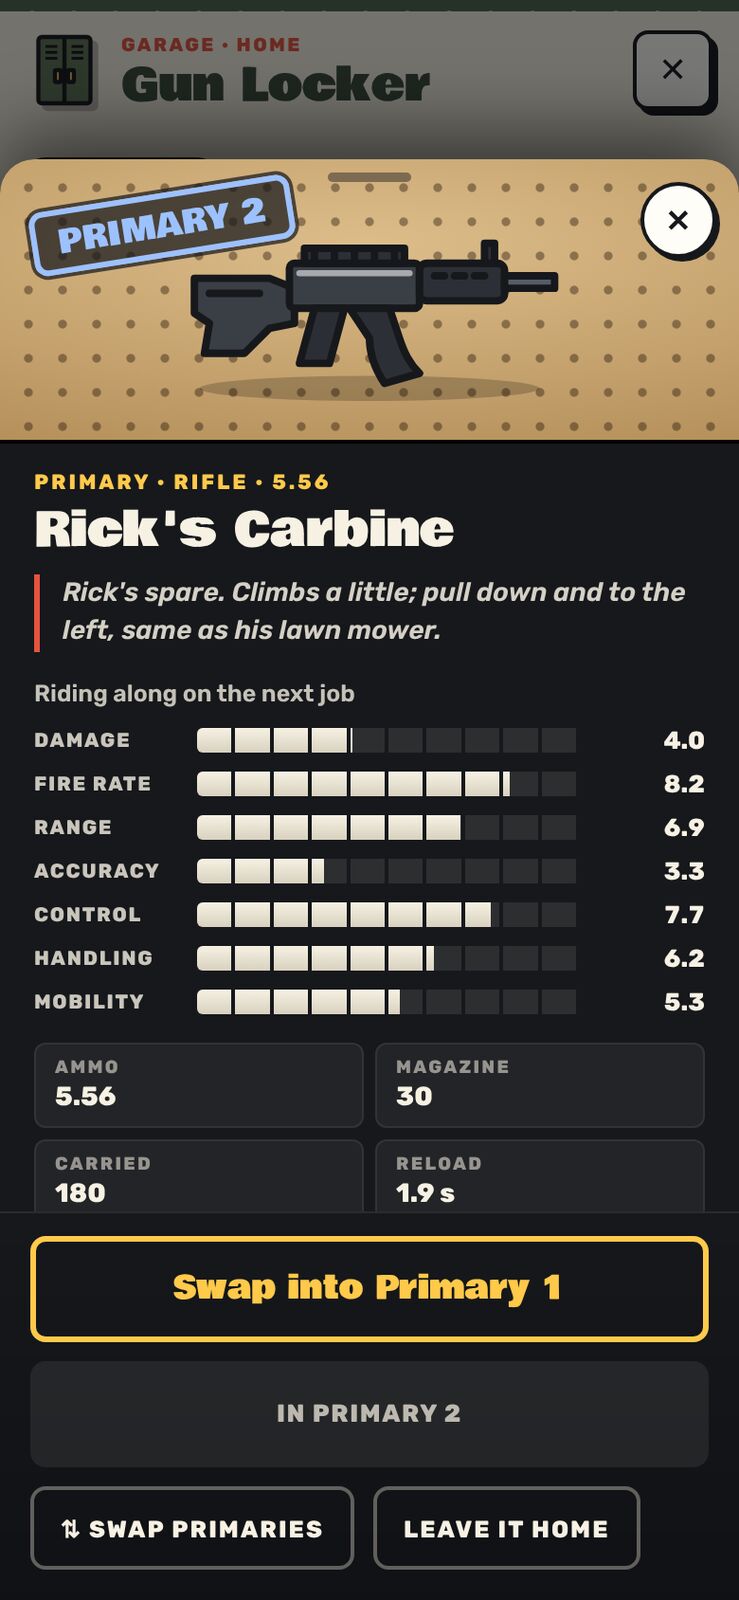 GARAGE · HOME
Gun Locker
×
PRIMARY 2
×
PRIMARY · RIFLE · 5.56
Rick's Carbine
Rick's spare. Climbs a little; pull down and to the
left, same as his lawn mower.
Riding along on the next job
DAMAGE 4.0
FIRE RATE 8.2
RANGE 6.9
ACCURACY 3.3
CONTROL 7.7
HANDLING 6.2
MOBILITY 5.3
AMMO MAGAZINE
5.56 30
CARRIED RELOAD
180 1.9 s
Swap into Primary 1
IN PRIMARY 2
⇅ SWAP PRIMARIES LEAVE IT HOME